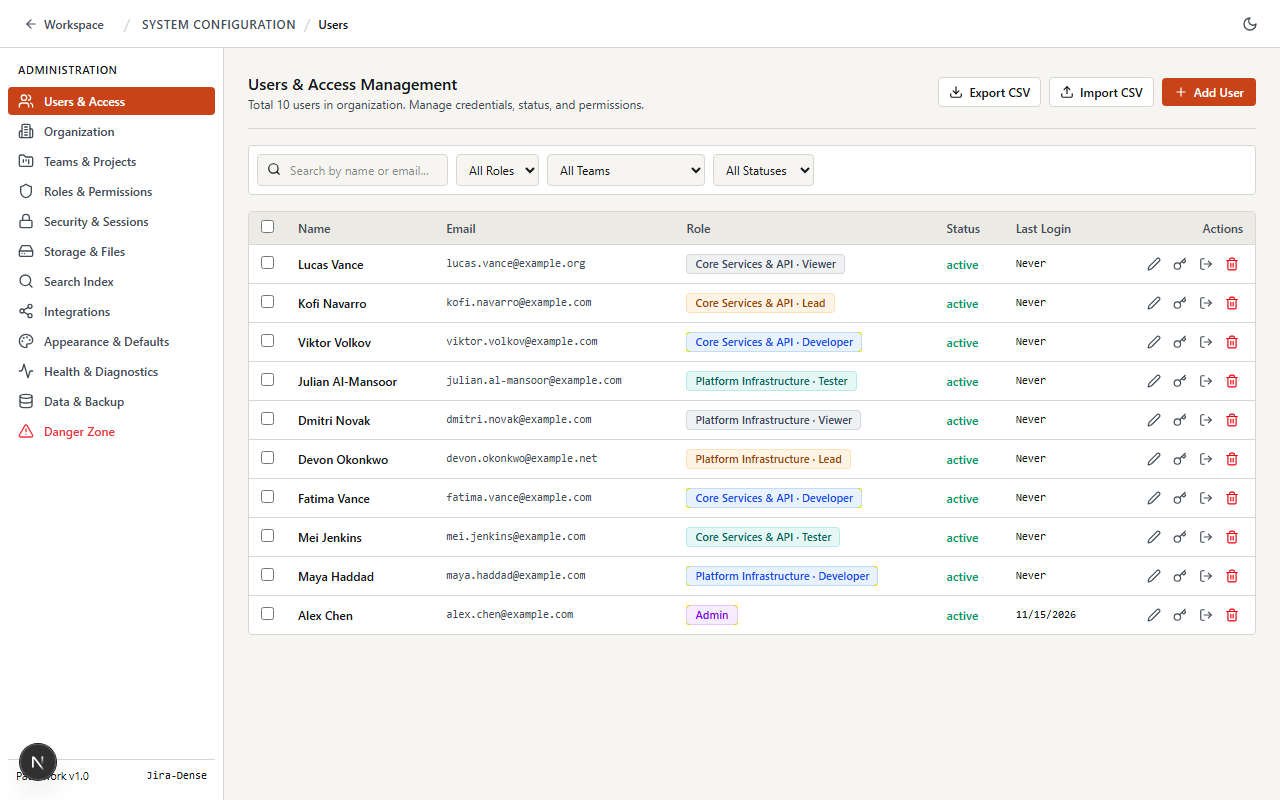 Workspace / SYSTEM CONFIGURATION / Users
ADMINISTRATION
Users & Access
Organization
Teams & Projects
Roles & Permissions
Security & Sessions
Storage & Files
Search Index
Integrations
Appearance & Defaults
Health & Diagnostics
Data & Backup
Danger Zone
N
v1.0 Jira-Dense
Users & Access Management
Total 10 users in organization. Manage credentials, status, and permissions.
Export CSV Import CSV Add User
Search by name or email... All Roles All Teams All Statuses
Name Email Role Status Last Login Actions
Lucas Vance lucas.vance@example.org Core Services & API · Viewer active Never
Kofi Navarro kofi.navarro@example.com Core Services & API · Lead active Never
Viktor Volkov viktor.volkov@example.com Core Services & API · Developer active Never
Julian Al-Mansoor julian.al-mansoor@example.com Platform Infrastructure · Tester active Never
Dmitri Novak dmitri.novak@example.com Platform Infrastructure · Viewer active Never
Devon Okonkwo devon.okonkwo@example.net Platform Infrastructure · Lead active Never
Fatima Vance fatima.vance@example.com Core Services & API · Developer active Never
Mei Jenkins mei.jenkins@example.com Core Services & API · Tester active Never
Maya Haddad maya.haddad@example.com Platform Infrastructure · Developer active Never
Alex Chen alex.chen@example.com Admin active 11/15/2026